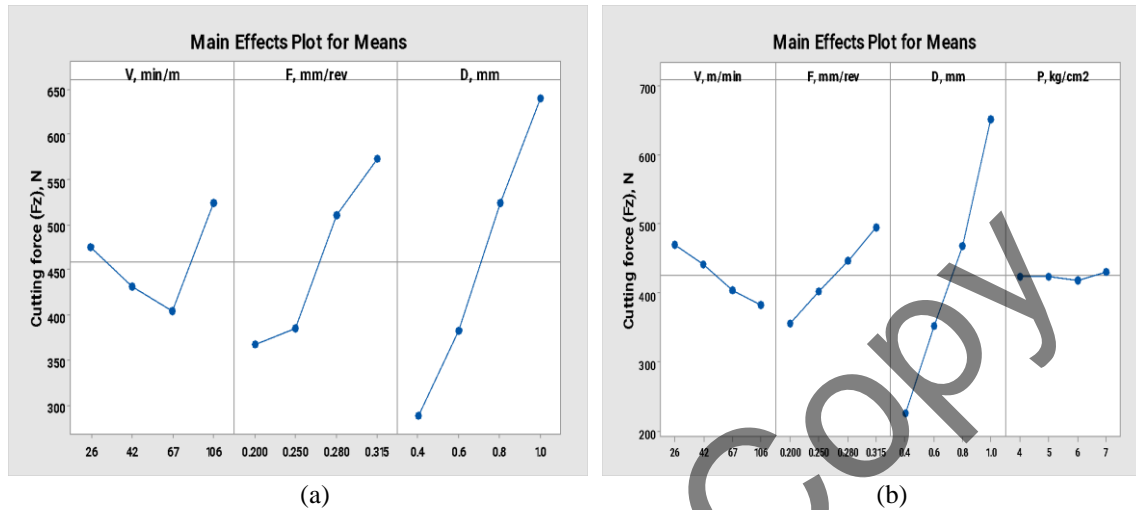 Main Effects Plot for Means
V, min/m F, mm/rev D, mm
Cutting force (Fz), N
650
600
550
500
450
400
350
300
26 42 67 106 0.200 0.250 0.280 0.315 0.4 0.6 0.8 1.0
(a)
Main Effects Plot for Means
V, m/min F, mm/rev D, mm P, kg/cm2
Cutting force (Fz), N
700
600
500
400
300
200
26 42 67 106 0.200 0.250 0.280 0.315 0.4 0.6 0.8 1.0 4 5 6 7
(b)
Copy